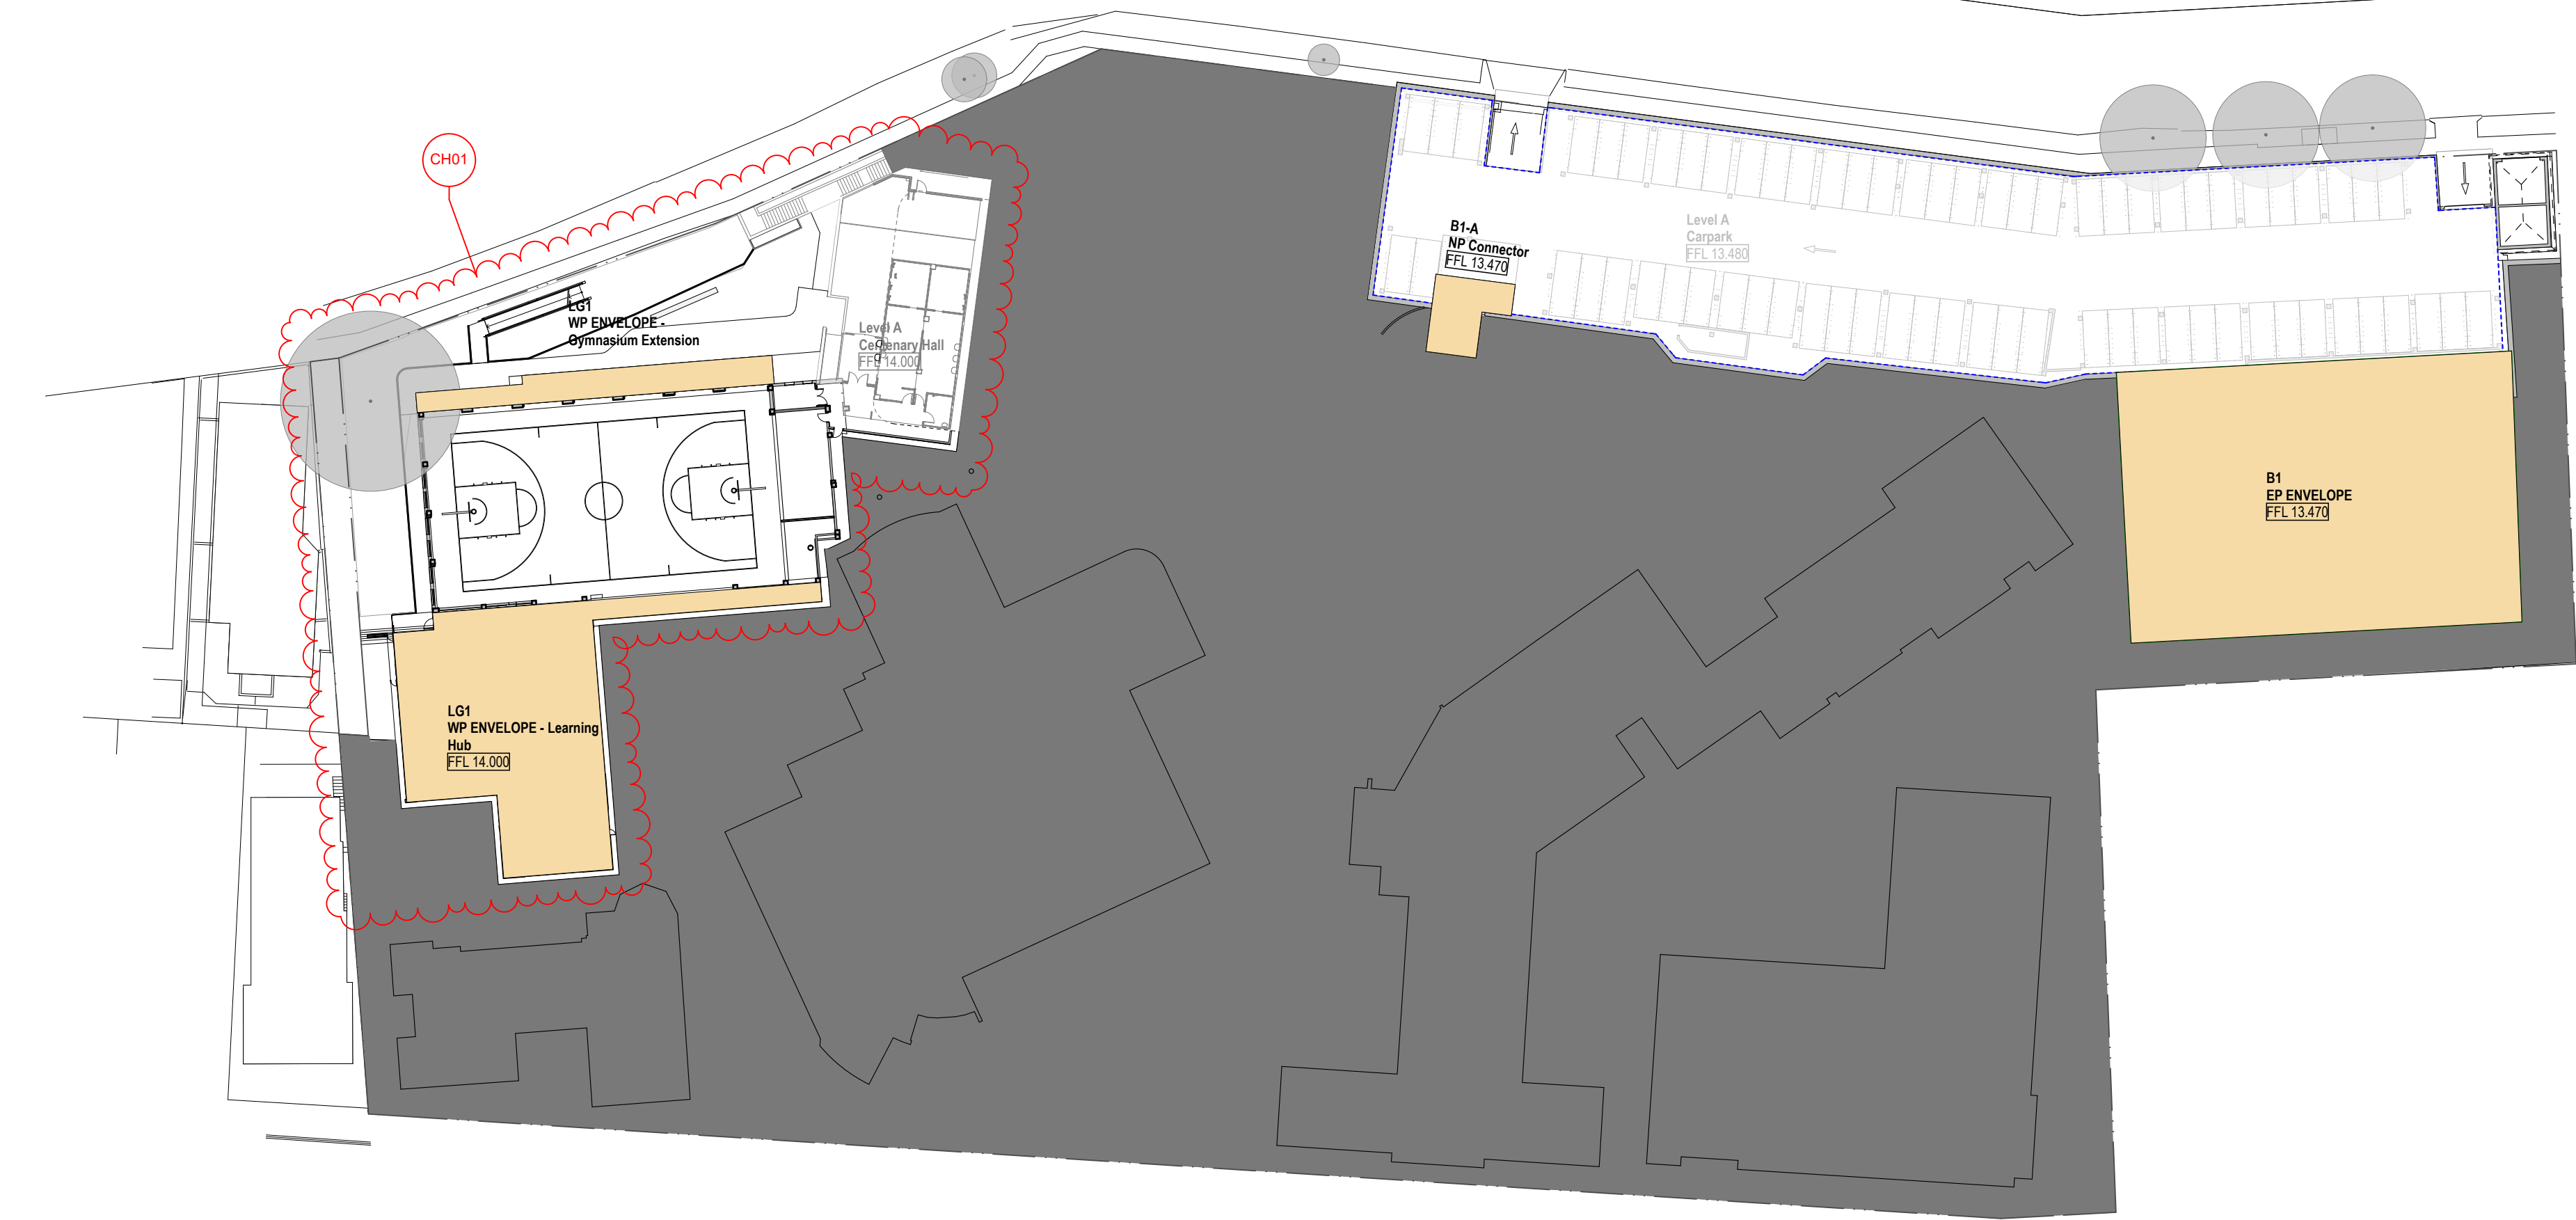 CH01
LG1
WP ENVELOPE -
Gymnasium Extension
Level A
Centenary Hall
FFL 14.000
B1-A
NP Connector
FFL 13.470
Level A
Carpark
FFL 13.480
B1
EP ENVELOPE
FFL 13.470
LG1
WP ENVELOPE - Learning
Hub
FFL 14.000